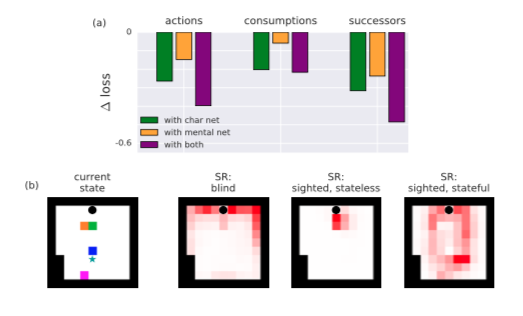 (a)
actions consumptions successors
0
Δ loss
with char net
with mental net
with both
-0.6
(b)
current state
SR: blind
SR: sighted, stateless
SR: sighted, stateful